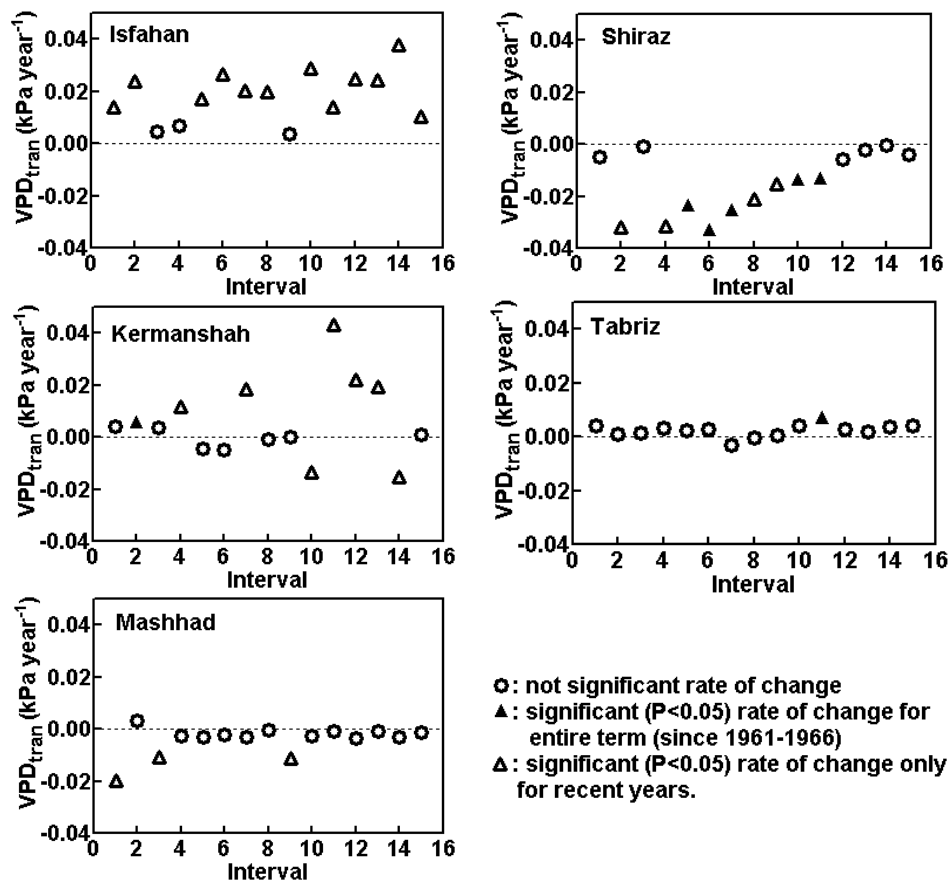 Isfahan
VPDtran (kPa year-1)
0.04
0.02
0.00
-0.02
-0.04
0 2 4 6 8 10 12 14 16
Interval
Shiraz
VPDtran (kPa year-1)
0.04
0.02
0.00
-0.02
-0.04
0 2 4 6 8 10 12 14 16
Interval
Kermanshah
VPDtran (kPa year-1)
0.04
0.02
0.00
-0.02
-0.04
0 2 4 6 8 10 12 14 16
Interval
Tabriz
VPDtran (kPa year-1)
0.04
0.02
0.00
-0.02
-0.04
0 2 4 6 8 10 12 14 16
Interval
Mashhad
VPDtran (kPa year-1)
0.04
0.02
0.00
-0.02
-0.04
0 2 4 6 8 10 12 14 16
Interval
: not significant rate of change
: significant (P<0.05) rate of change for
entire term (since 1961-1966)
: significant (P<0.05) rate of change only
for recent years.